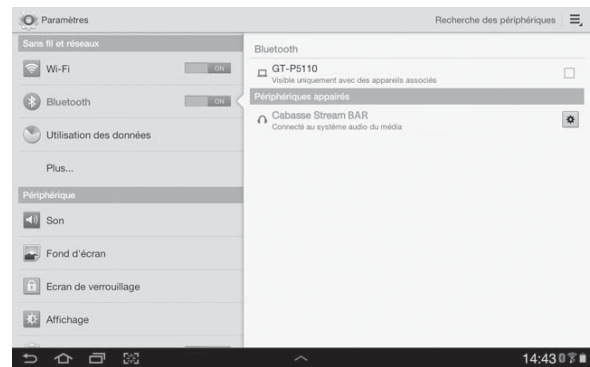 Paramètres
Recherche des périphériques
Sans fil et réseaux
Wi-Fi
ON
Bluetooth
ON
Utilisation des données
Plus...
Périphérique
Son
Fond d'écran
Ecran de verrouillage
Affichage
Bluetooth
GT-P5110
Visible uniquement avec des appareils associés
Périphériques appairés
Cabasse Stream BAR
Connecté au système audio du média
14:43